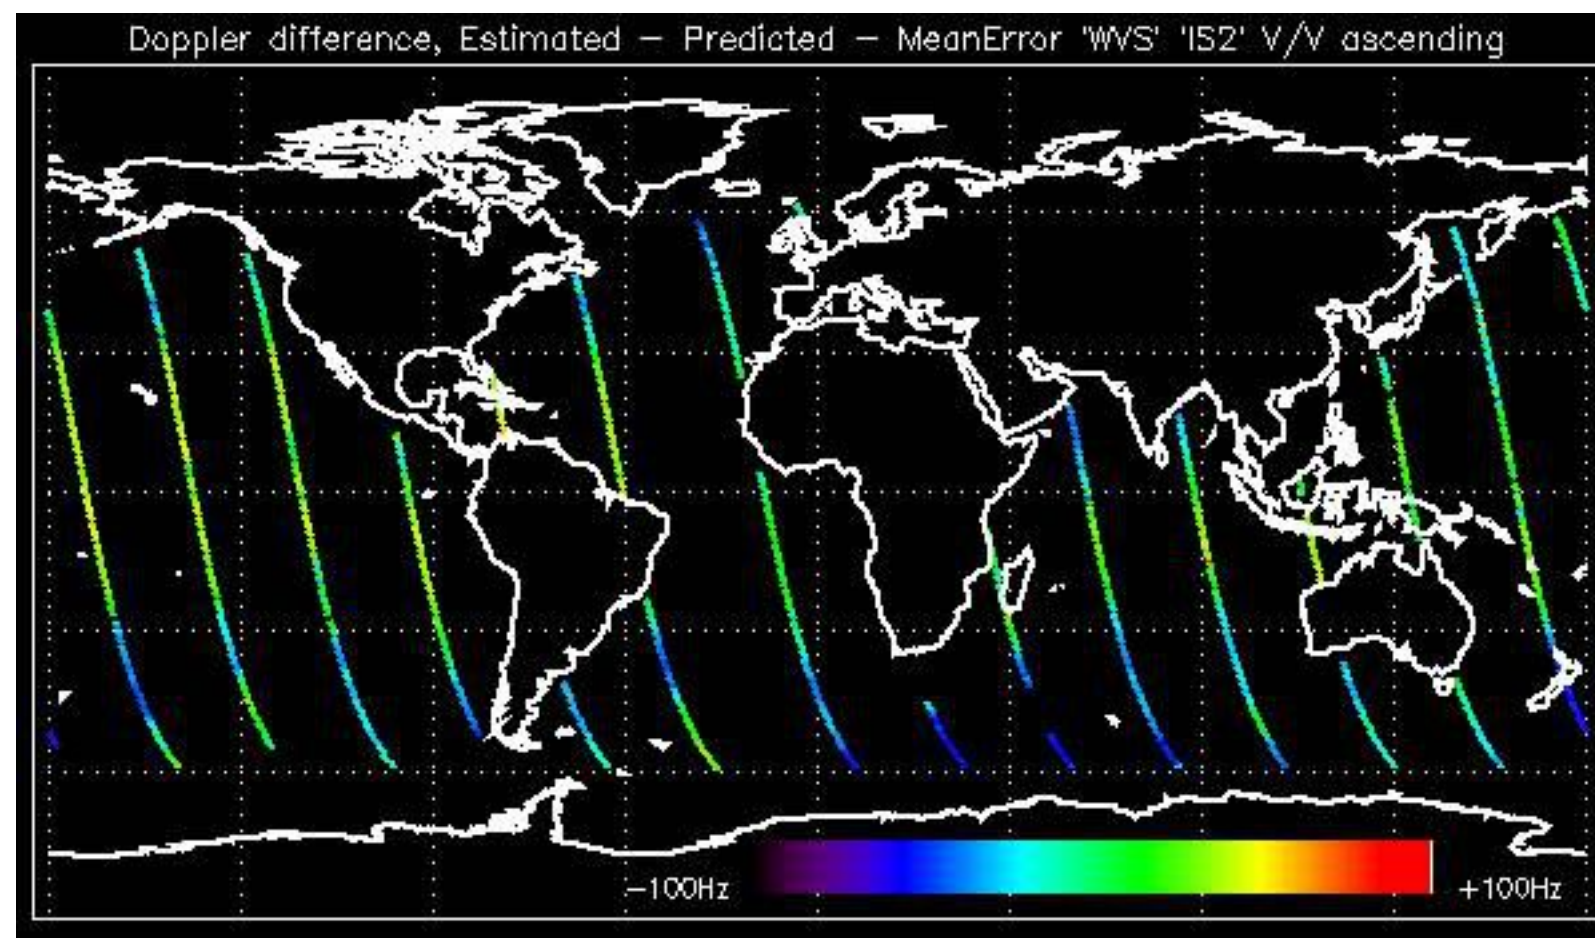 Doppler difference, Estimated – Predicted – MeanError 'WVS' 'IS2' V/V ascending
–100Hz
+100Hz